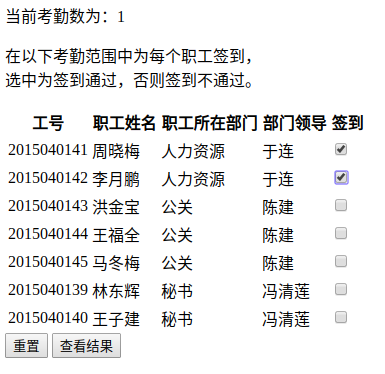 当前考勤数为：1
在以下考勤范围中为每个职工签到，
选中为签到通过，否则签到不通过。
工号 职工姓名 职工所在部门 部门领导 签到
2015040141 周晓梅 人力资源 于连
2015040142 李月鹏 人力资源 于连
2015040143 洪金宝 公关 陈建
2015040144 王福全 公关 陈建
2015040145 马冬梅 公关 陈建
2015040139 林东辉 秘书 冯清莲
2015040140 王子建 秘书 冯清莲
重置 查看结果